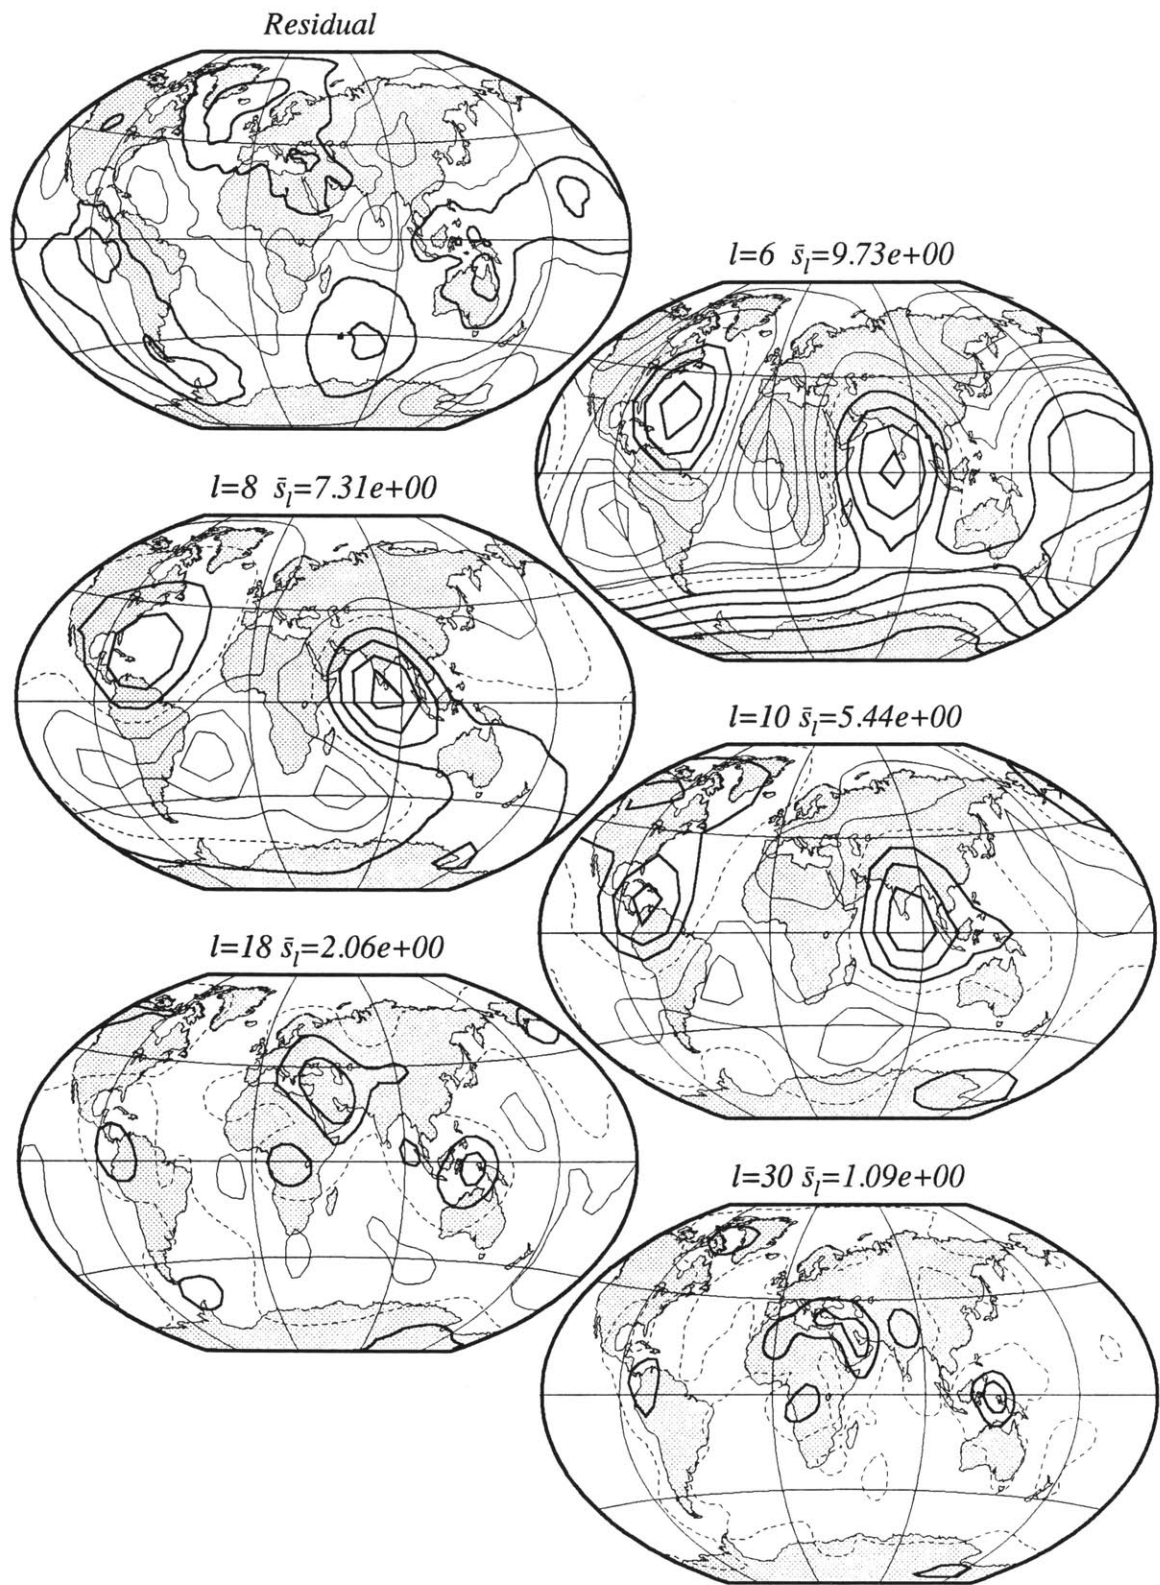 Residual
l=6 s̄ₗ=9.73e+00
l=8 s̄ₗ=7.31e+00
l=10 s̄ₗ=5.44e+00
l=18 s̄ₗ=2.06e+00
l=30 s̄ₗ=1.09e+00